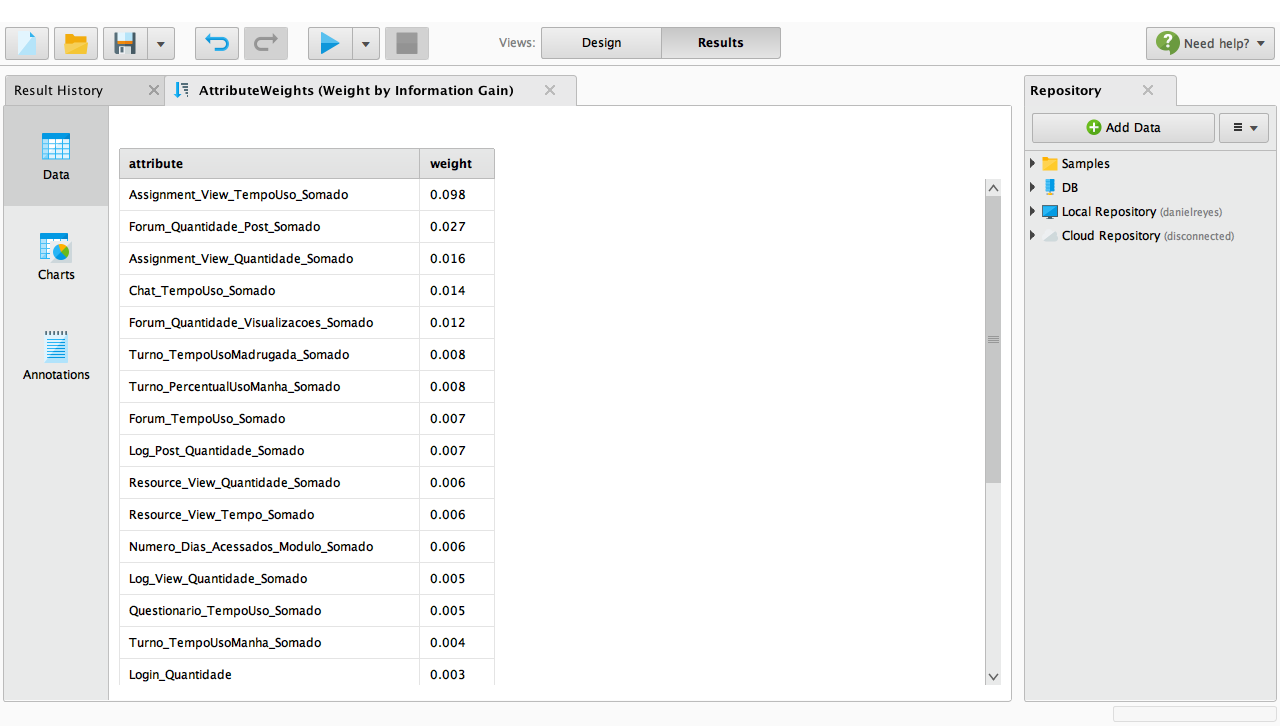 Views: Design Results Need help?
Result History AttributeWeights (Weight by Information Gain) Repository
Data
Charts
Annotations
attribute weight
Assignment_View_TempoUso_Somado 0.098
Forum_Quantidade_Post_Somado 0.027
Assignment_View_Quantidade_Somado 0.016
Chat_TempoUso_Somado 0.014
Forum_Quantidade_Visualizacoes_Somado 0.012
Turno_TempoUsoMadrugada_Somado 0.008
Turno_PercentualUsoManha_Somado 0.008
Forum_TempoUso_Somado 0.007
Log_Post_Quantidade_Somado 0.007
Resource_View_Quantidade_Somado 0.006
Resource_View_Tempo_Somado 0.006
Numero_Dias_Acessados_Modulo_Somado 0.006
Log_View_Quantidade_Somado 0.005
Questionario_TempoUso_Somado 0.005
Turno_TempoUsoManha_Somado 0.004
Login_Quantidade 0.003
Add Data
Samples
DB
Local Repository (danielreyes)
Cloud Repository (disconnected)